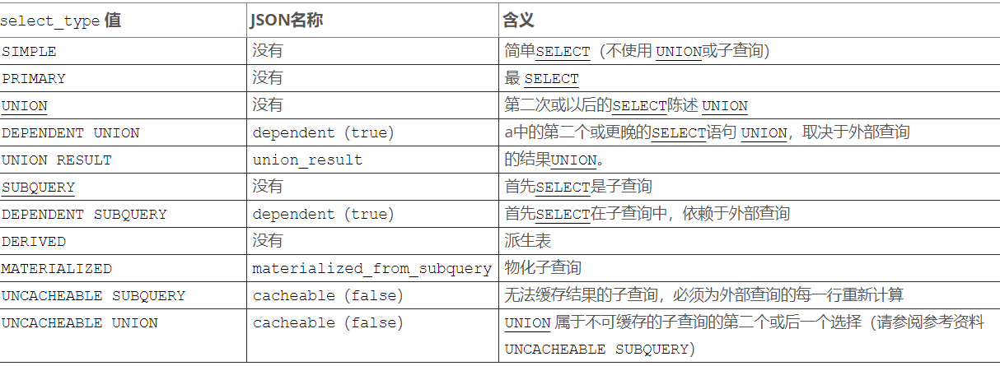 select_type 值 JSON名称 含义
SIMPLE 没有 简单SELECT（不使用 UNION或子查询）
PRIMARY 没有 最 SELECT
UNION 没有 第二次或以后的SELECT陈述 UNION
DEPENDENT UNION dependent (true) a中的第二个或更晚的SELECT语句 UNION，取决于外部查询
UNION RESULT union_result 的结果UNION。
SUBQUERY 没有 首先SELECT是子查询
DEPENDENT SUBQUERY dependent (true) 首先SELECT在子查询中，依赖于外部查询
DERIVED 没有 派生表
MATERIALIZED materialized_from_subquery 物化子查询
UNCACHEABLE SUBQUERY cacheable (false) 无法缓存结果的子查询，必须为外部查询的每一行重新计算
UNCACHEABLE UNION cacheable (false) UNION 属于不可缓存的子查询的第二个或后一个选择（请参阅参考资料
UNCACHEABLE SUBQUERY）